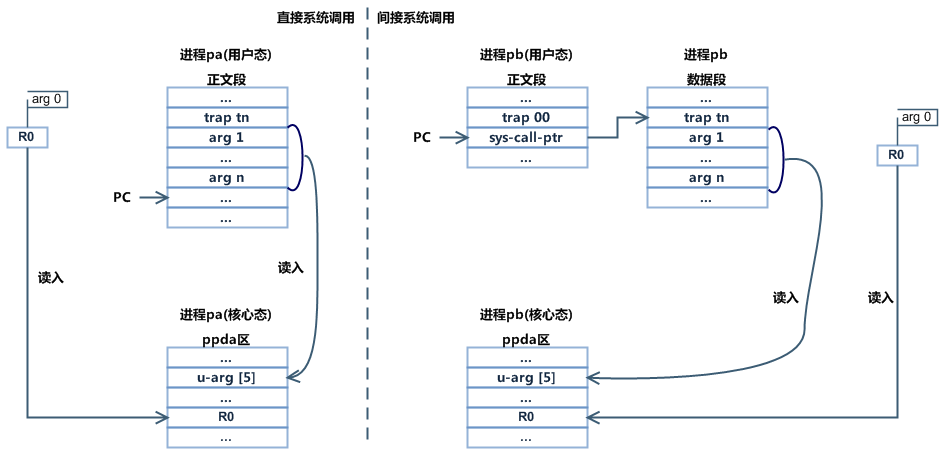 直接系统调用
间接系统调用
进程pa(用户态)
正文段
...
trap tn
arg 1
...
arg n
...
...
arg 0
R0
PC
读入
读入
进程pa(核心态)
ppda区
...
u-arg [5]
...
R0
...
进程pb(用户态)
正文段
...
trap 00
sys-call-ptr
...
PC
进程pb
数据段
...
trap tn
arg 1
...
arg n
...
arg 0
R0
读入
读入
进程pb(核心态)
ppda区
...
u-arg [5]
...
R0
...